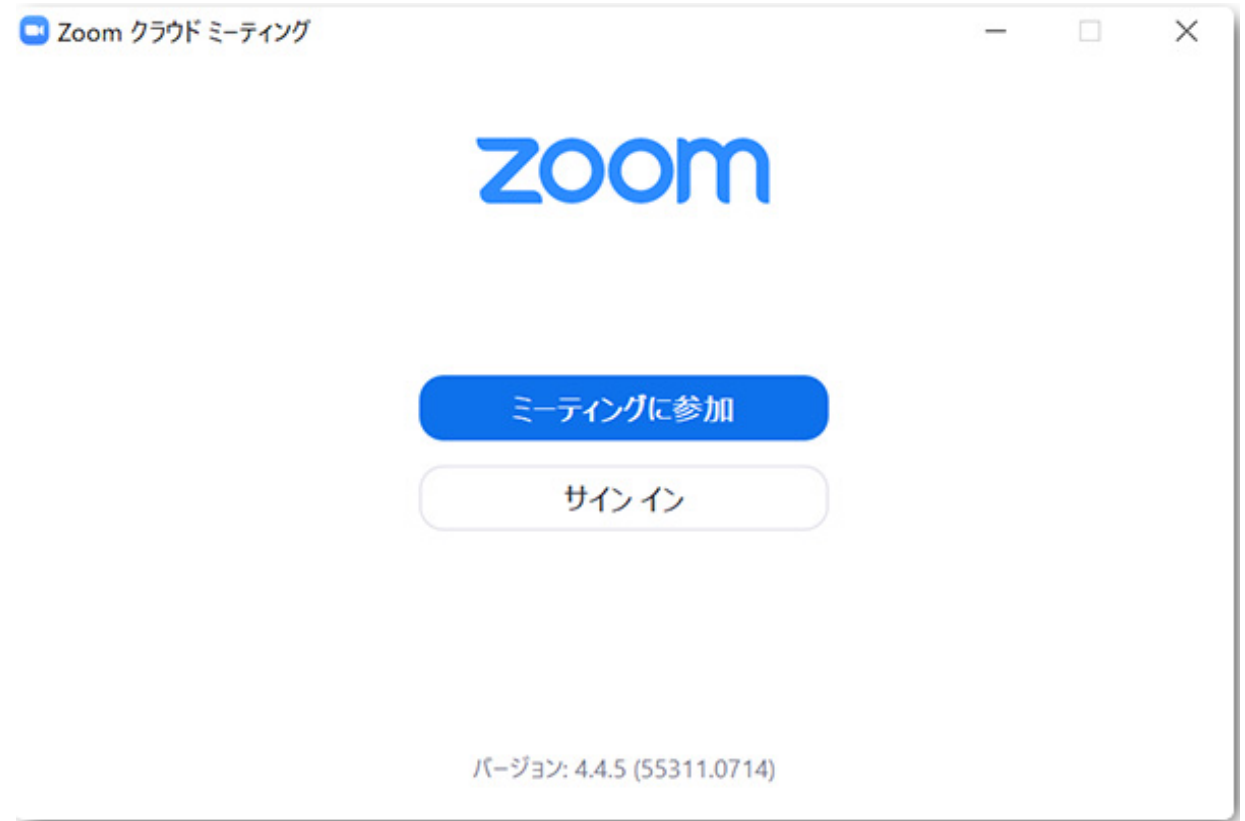 Zoom クラウド ミーティング
zoom
ミーティングに参加
サイン イン
バージョン: 4.4.5 (55311.0714)